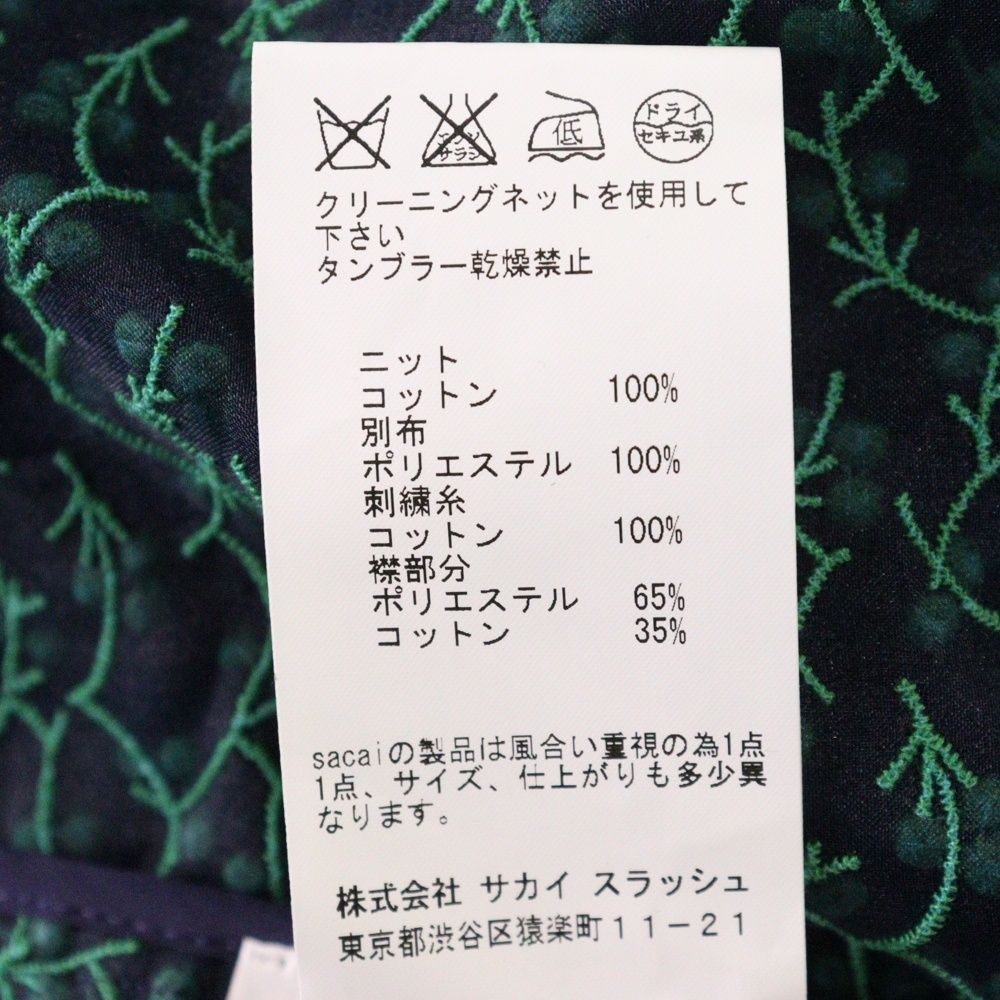 エンソ
サラシ
低
ドライ
セキユ系
クリーニングネットを使用して
下さい
タンブラー乾燥禁止
ニット
コットン 100%
別布
ポリエステル 100%
刺繍糸
コットン 100%
襟部分
ポリエステル 65%
コットン 35%
sacaiの製品は風合い重視の為1点
1点、サイズ、仕上がりも多少異
なります。
株式会社 サカイ スラッシュ
東京都渋谷区猿楽町11-21